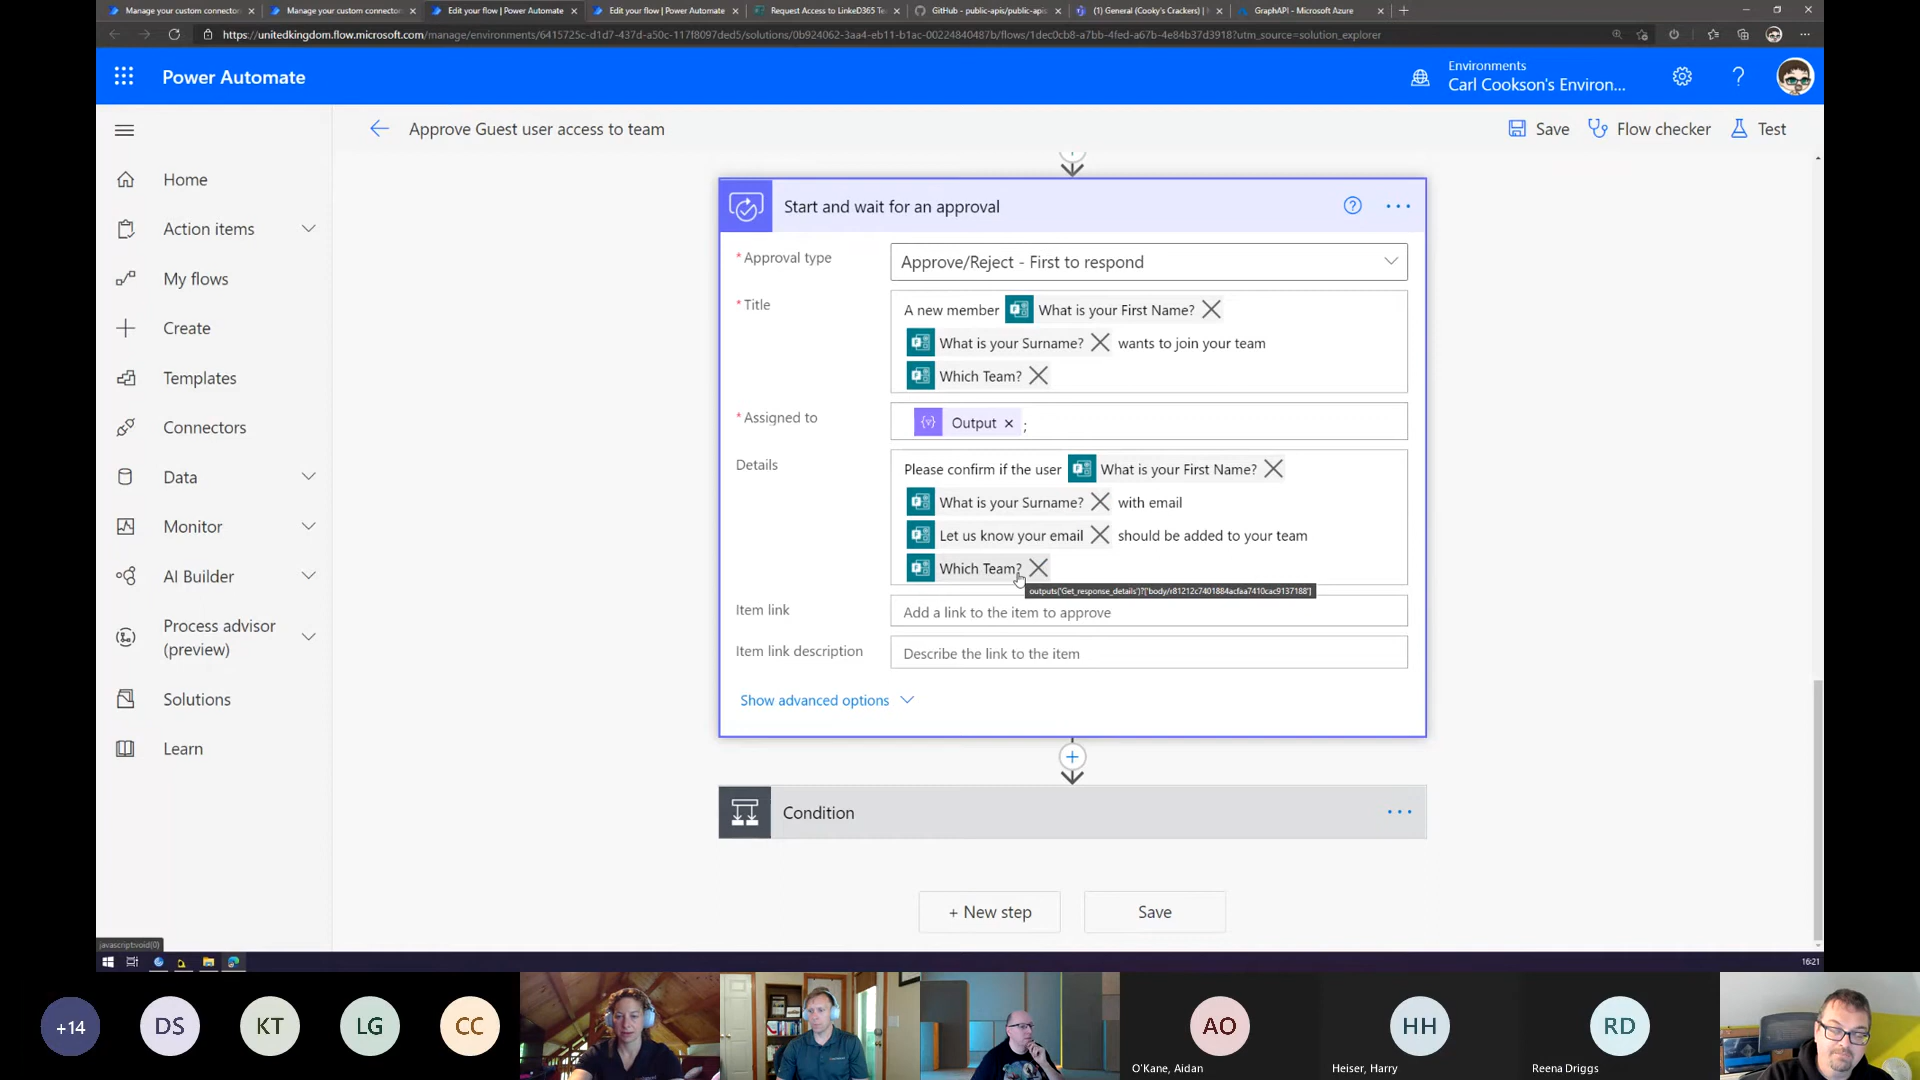 Manage your custom connector
Manage your custom connector
Edit your flow | Power Automate
Edit your flow | Power Automate
Request Access to LinkeD365 Te
GitHub - public-apis/public-apis:
(1) General (Cooky's Crackers) |
GraphAPI - Microsoft Azure
https://unitedkingdom.flow.microsoft.com/manage/environments/6415725c-d1d7-437d-a50c-117f8097ded5/solutions/0b924062-3aa4-eb11-b1ac-00224840487b/flows/1dec0cb8-a7bb-4fed-a67b-4e84b37d3918?utm_source=solution_explorer
Power Automate
Environments
Carl Cookson's Environ...
?
Approve Guest user access to team
Save
Flow checker
Test
Home
Action items
My flows
Create
Templates
Connectors
Data
Monitor
AI Builder
Process advisor
(preview)
Solutions
Learn
Start and wait for an approval
* Approval type
Approve/Reject - First to respond
* Title
A new member What is your First Name?
What is your Surname? wants to join your team
Which Team?
* Assigned to
Output ;
Details
Please confirm if the user What is your First Name?
What is your Surname? with email
Let us know your email should be added to your team
Which Team?
outputs('Get_response_details')?['body/r81212c7401884acfaa7410cac9137188']
Item link
Add a link to the item to approve
Item link description
Describe the link to the item
Show advanced options
Condition
+ New step
Save
javascript:void(0)
16:21
+14
DS
KT
LG
CC
AO
O'Kane, Aidan
HH
Heiser, Harry
RD
Reena Driggs